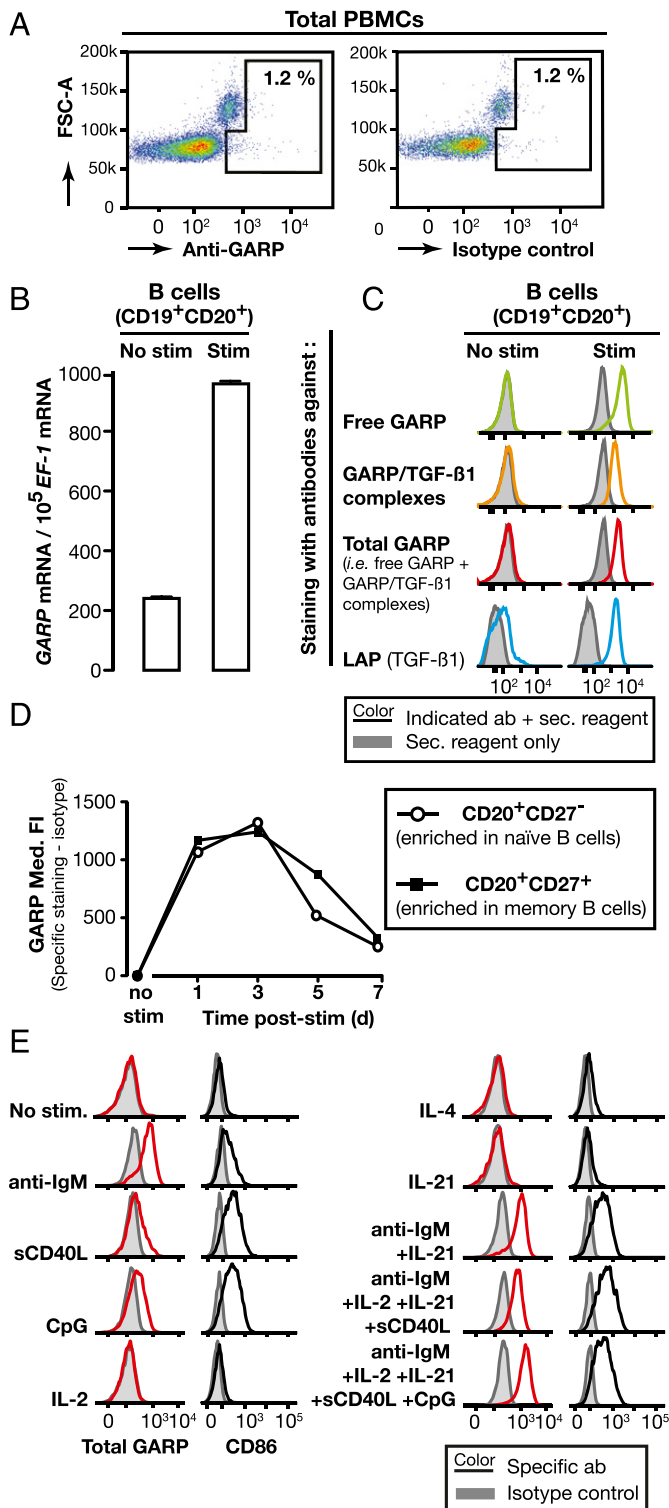 A
Total PBMCs
FSC-A
200k
150k
100k
50k
0
1.2 %
0 10² 10³ 10⁴
Anti-GARP
200k
150k
100k
50k
0
1.2 %
0 10² 10³ 10⁴
Isotype control
B
B cells
(CD19⁺CD20⁺)
No stim Stim
GARP mRNA / 10⁵ EF-1 mRNA
1000
800
600
400
200
0
C
B cells
(CD19⁺CD20⁺)
No stim Stim
Staining with antibodies against :
Free GARP
GARP/TGF-ß1
complexes
Total GARP
(i.e. free GARP +
GARP/TGF-ß1
complexes)
LAP (TGF-ß1)
10² 10⁴ 10² 10⁴
Color Indicated ab + sec. reagent
Sec. reagent only
D
GARP Med. FI
(Specific staining - isotype)
1500
1000
500
0
no
stim
1 3 5 7
Time post-stim (d)
CD20⁺CD27⁻
(enriched in naïve B cells)
CD20⁺CD27⁺
(enriched in memory B cells)
E
No stim.
anti-IgM
sCD40L
CpG
IL-2
0 10³10⁴ 0 10³ 10⁵
Total GARP CD86
IL-4
IL-21
anti-IgM
+IL-21
anti-IgM
+IL-2 +IL-21
+sCD40L
anti-IgM
+IL-2 +IL-21
+sCD40L +CpG
0 10³10⁴ 0 10³ 10⁵
Color Specific ab
Isotype control